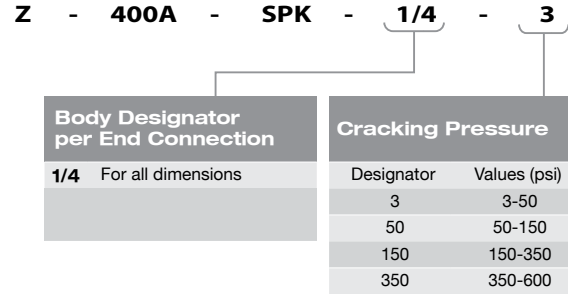 Z - 400A - SPK - 1/4 - 3
Body Designator
per End Connection
1/4 For all dimensions
Cracking Pressure
Designator Values (psi)
3 3-50
50 50-150
150 150-350
350 350-600